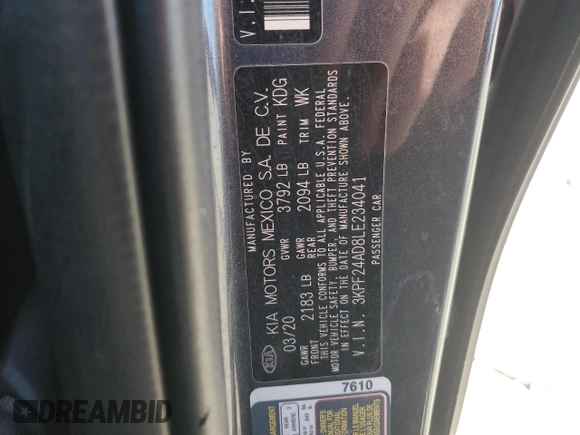 V.I.
MANUFACTURED BY
KIA KIA MOTORS MEXICO S.A. DE C.V.
03/20 GVWR 3792 LB PAINT KDG
GAWR FRONT 2183 LB GAWR REAR 2094 LB TRIM WK
THIS VEHICLE CONFORMS TO ALL APPLICABLE U.S.A. FEDERAL
MOTOR VEHICLE SAFETY, BUMPER, AND THEFT PREVENTION STANDARDS
IN EFFECT ON THE DATE OF MANUFACTURE SHOWN ABOVE.
V.I.N. 3KPF24AD8LE234041
PASSENGER CAR
7610
DREAMBID